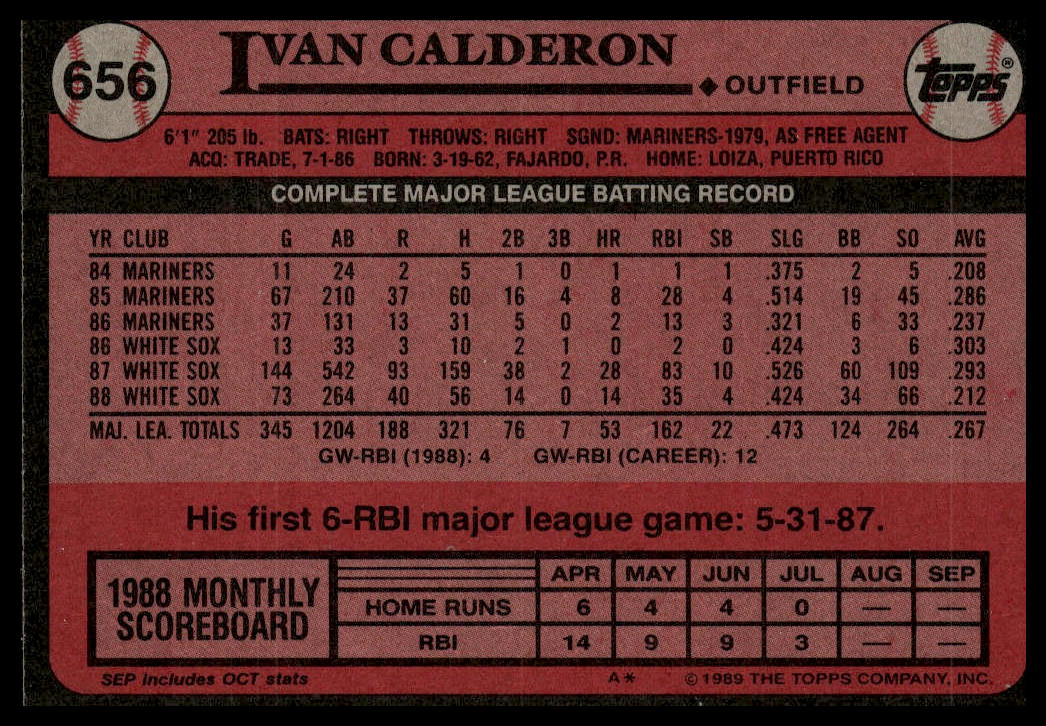 656
IVAN CALDERON
◆ OUTFIELD
TOPPS®
6'1" 205 lb. BATS: RIGHT THROWS: RIGHT SGND: MARINERS-1979, AS FREE AGENT
ACQ: TRADE, 7-1-86 BORN: 3-19-62, FAJARDO, P.R. HOME: LOIZA, PUERTO RICO
COMPLETE MAJOR LEAGUE BATTING RECORD
YR CLUB G AB R H 2B 3B HR RBI SB SLG BB SO AVG
84 MARINERS 11 24 2 5 1 0 1 1 1 .375 2 5 .208
85 MARINERS 67 210 37 60 16 4 8 28 4 .514 19 45 .286
86 MARINERS 37 131 13 31 5 0 2 13 3 .321 6 33 .237
86 WHITE SOX 13 33 3 10 2 1 0 2 0 .424 3 6 .303
87 WHITE SOX 144 542 93 159 38 2 28 83 10 .526 60 109 .293
88 WHITE SOX 73 264 40 56 14 0 14 35 4 .424 34 66 .212
MAJ. LEA. TOTALS 345 1204 188 321 76 7 53 162 22 .473 124 264 .267
GW-RBI (1988): 4 GW-RBI (CAREER): 12
His first 6-RBI major league game: 5-31-87.
1988 MONTHLY SCOREBOARD
APR MAY JUN JUL AUG SEP
HOME RUNS 6 4 4 0 — —
RBI 14 9 9 3 — —
SEP includes OCT stats A* © 1989 THE TOPPS COMPANY, INC.